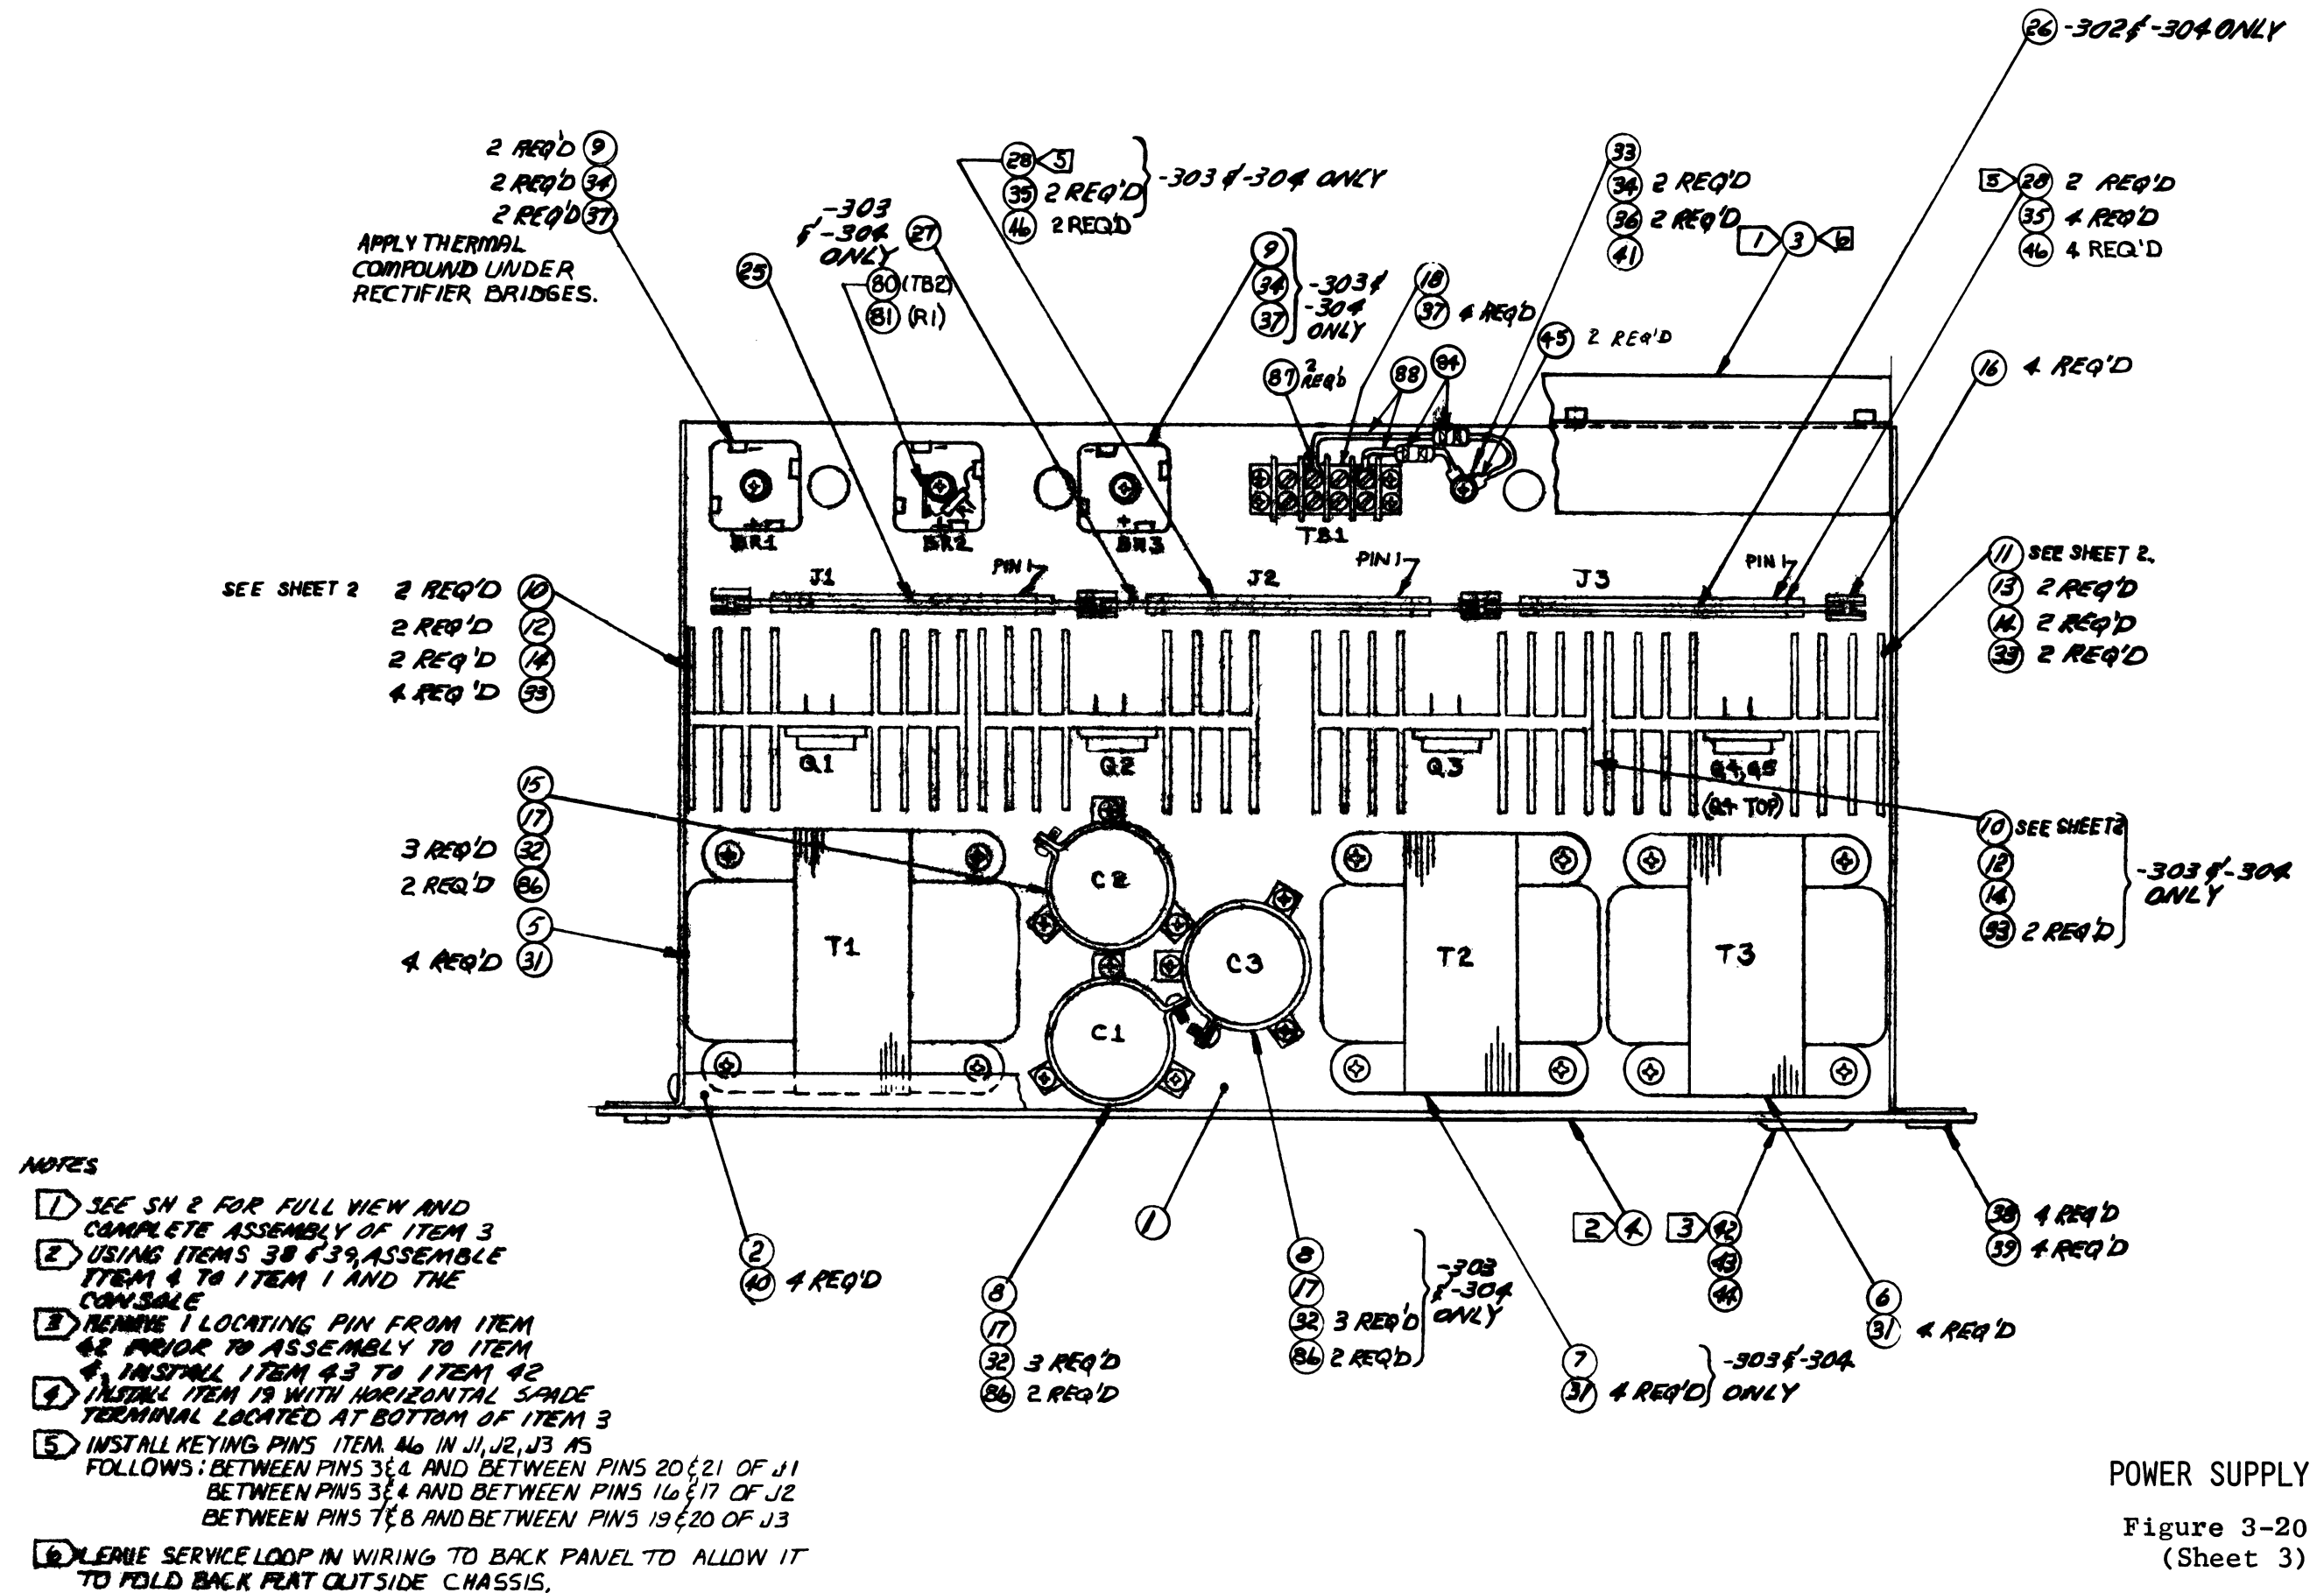 26 -302 & -304 ONLY
2 REQ'D 9
2 REQ'D 34
2 REQ'D 37
APPLY THERMAL
COMPOUND UNDER
RECTIFIER BRIDGES.
25
-303
& -304
ONLY
27
80 (TB2)
81 (R1)
28 5
35 2 REQ'D
-303 & -304 ONLY
46 2 REQD
9
34
37
-303 &
-304
ONLY
18
37 4 REQ'D
87 2 REQ'D
88
84
33
34 2 REQ'D
36 2 REQ'D
41
45 2 REQ'D
1 3 6
5 28 2 REQ'D
35 4 REQ'D
46 4 REQ'D
16 4 REQ'D
BR1
BR2
BR3
TB1
J1
PIN 1
J2
PIN 1
J3
PIN 1
SEE SHEET 2 2 REQ'D 10
2 REQ'D 12
2 REQ'D 14
4 REQ'D 33
11 SEE SHEET 2.
13 2 REQ'D
14 2 REQ'D
33 2 REQ'D
Q1
Q2
Q3
Q4, Q5
(Q4 TOP)
15
17
3 REQ'D 32
2 REQ'D 86
5
4 REQ'D 31
10 SEE SHEET 2
12
14
33 2 REQ'D
-303 & -304
ONLY
T1
C2
C3
C1
T2
T3
2
40 4 REQ'D
8
17
32 3 REQ'D
86 2 REQ'D
1
8
17
32 3 REQ'D
86 2 REQ'D
-303
& -304
ONLY
7
31 4 REQ'D
-303 & -304
ONLY
2 4
3 42
43
44
6
31 4 REQ'D
38 4 REQ'D
39 4 REQ'D
NOTES
1 SEE SH 2 FOR FULL VIEW AND
COMPLETE ASSEMBLY OF ITEM 3
2 USING ITEMS 38 & 39, ASSEMBLE
ITEM 4 TO ITEM 1 AND THE
CONSOLE
3 REMOVE 1 LOCATING PIN FROM ITEM
42 PRIOR TO ASSEMBLY TO ITEM
4, INSTALL ITEM 43 TO ITEM 42
4 INSTALL ITEM 19 WITH HORIZONTAL SPADE
TERMINAL LOCATED AT BOTTOM OF ITEM 3
5 INSTALL KEYING PINS ITEM 46 IN J1, J2, J3 AS
FOLLOWS: BETWEEN PINS 3&4 AND BETWEEN PINS 20&21 OF J1
BETWEEN PINS 3&4 AND BETWEEN PINS 16&17 OF J2
BETWEEN PINS 7&8 AND BETWEEN PINS 19&20 OF J3
6 LEAVE SERVICE LOOP IN WIRING TO BACK PANEL TO ALLOW IT
TO FOLD BACK FLAT OUTSIDE CHASSIS.
POWER SUPPLY
Figure 3-20
(Sheet 3)